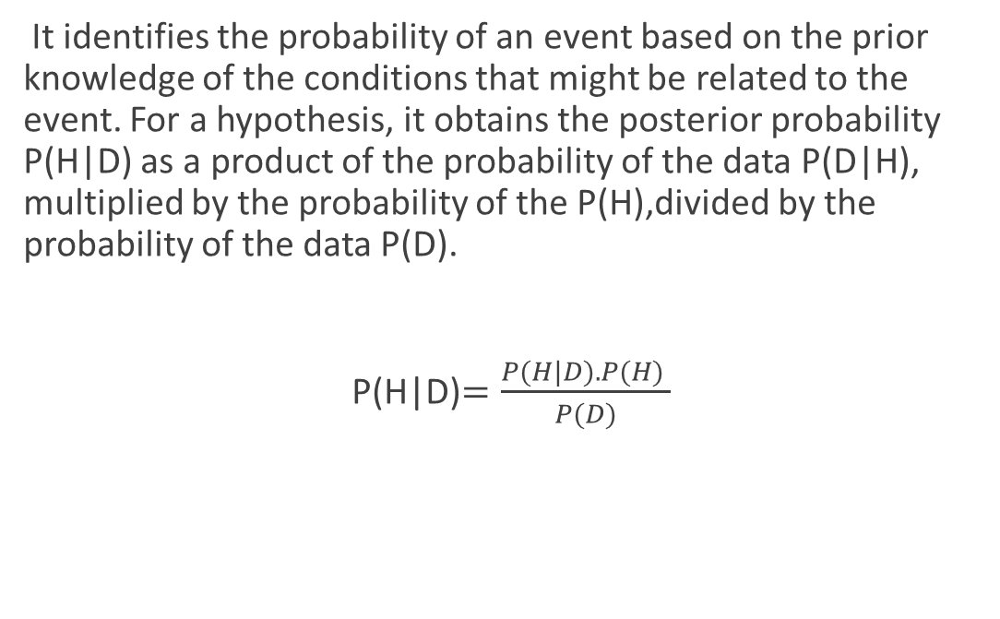 It identifies the probability of an event based on the prior
knowledge of the conditions that might be related to the
event. For a hypothesis, it obtains the posterior probability
P(H|D) as a product of the probability of the data P(D|H),
multiplied by the probability of the P(H),divided by the
probability of the data P(D).
P(H|D)= P(H|D).P(H)
P(D)